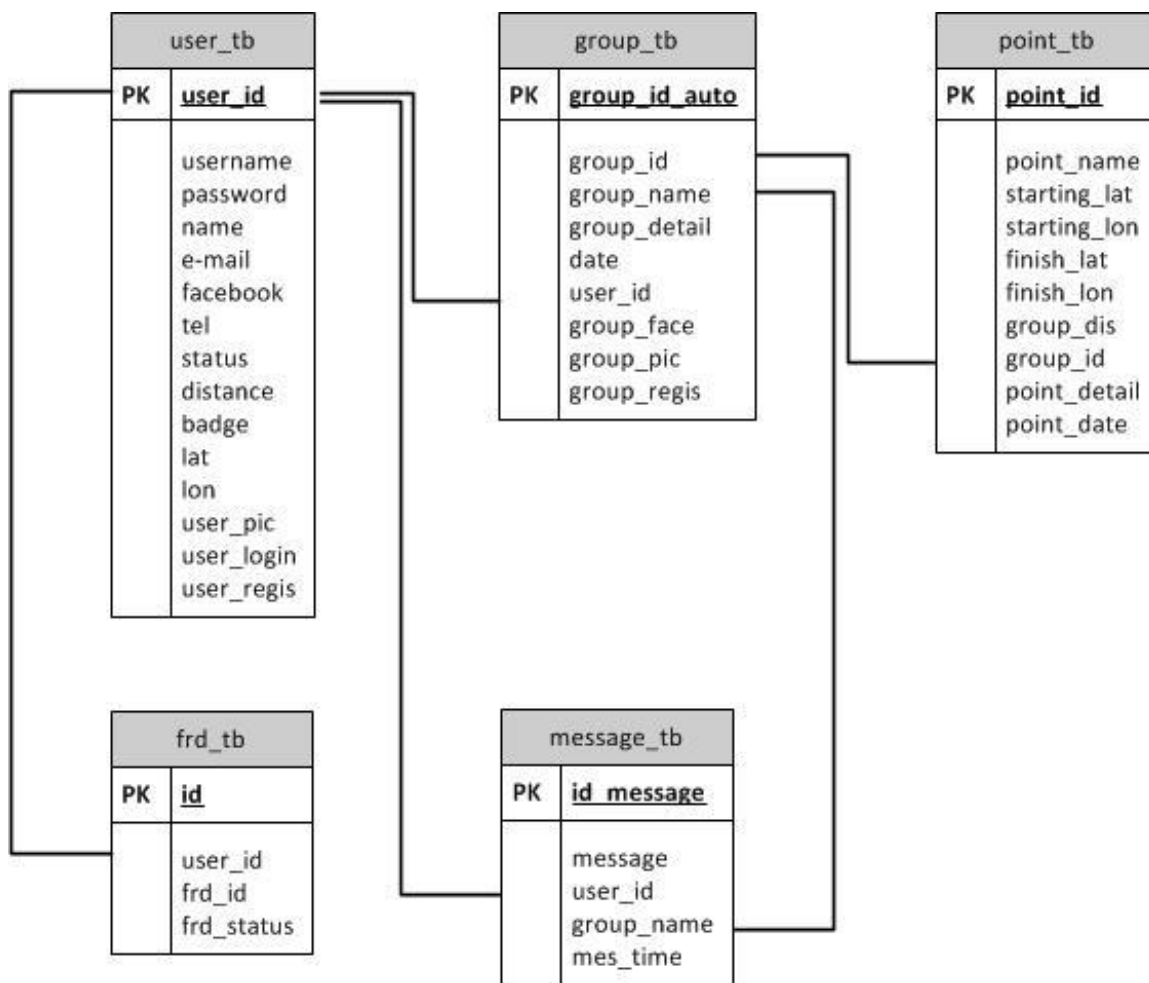 user_tb
PK user_id
username
password
name
e-mail
facebook
tel
status
distance
badge
lat
lon
user_pic
user_login
user_regis
group_tb
PK group_id_auto
group_id
group_name
group_detail
date
user_id
group_face
group_pic
group_regis
point_tb
PK point_id
point_name
starting_lat
starting_lon
finish_lat
finish_lon
group_dis
group_id
point_detail
point_date
frd_tb
PK id
user_id
frd_id
frd_status
message_tb
PK id_message
message
user_id
group_name
mes_time